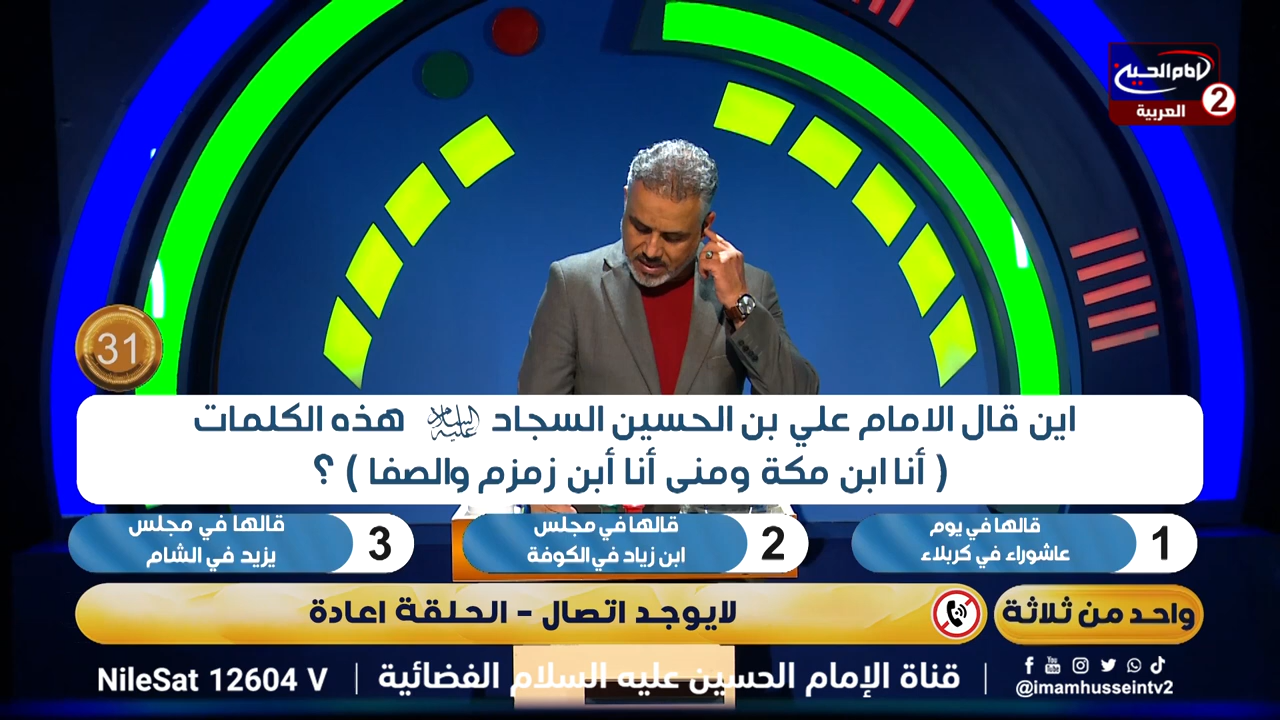 امام الحسين
2
العربية
31
اين قال الامام علي بن الحسين السجاد عليه السلام هذه الكلمات
( أنا ابن مكة ومنى أنا أبن زمزم والصفا ) ؟
1
قالها في يوم
عاشوراء في كربلاء
2
قالها في مجلس
ابن زياد في الكوفة
3
قالها في مجلس
يزيد في الشام
واحد من ثلاثة
لايوجد اتصال - الحلقة اعادة
You Tube
@imamhusseintv2
قناة الإمام الحسين عليه السلام الفضائية
NileSat 12604 V